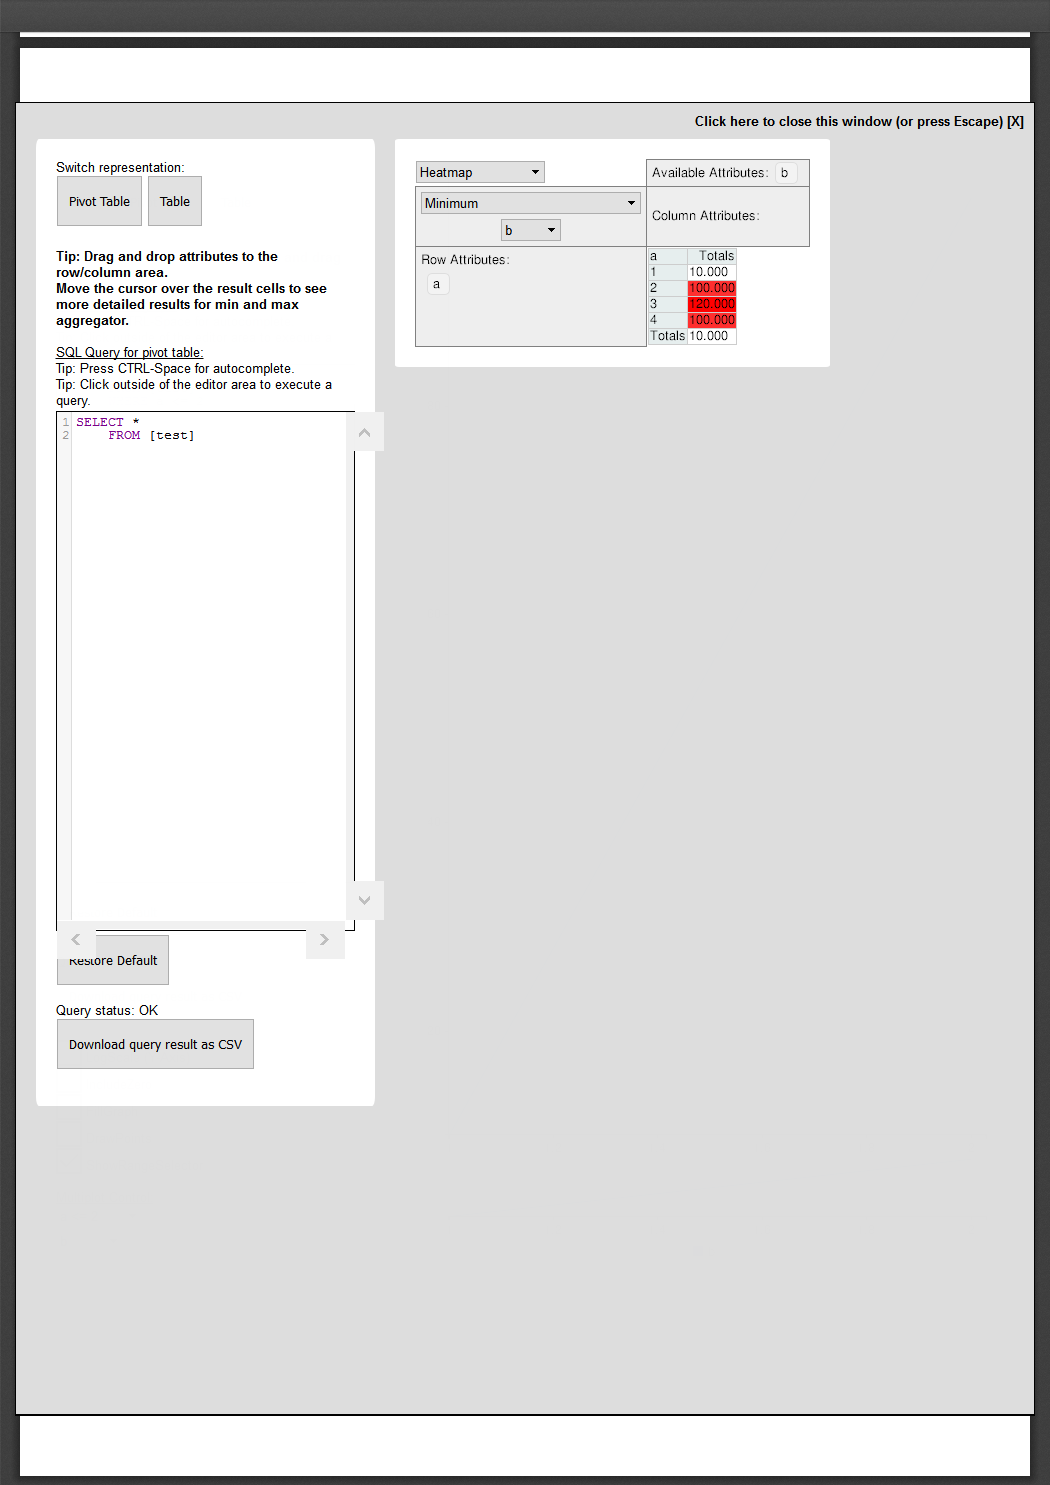 Click here to close this window (or press Escape) [X]
Switch representation:
Pivot Table Table
Tip: Drag and drop attributes to the
row/column area.
Move the cursor over the result cells to see
more detailed results for min and max
aggregator.
SQL Query for pivot table:
Tip: Press CTRL-Space for autocomplete.
Tip: Click outside of the editor area to execute a
query.
1 SELECT *
2 FROM [test]
Restore Default
Query status: OK
Download query result as CSV
Heatmap
Available Attributes: b
Minimum
b
Column Attributes:
Row Attributes:
a
a Totals
1 10.000
2 100.000
3 120.000
4 100.000
Totals 10.000